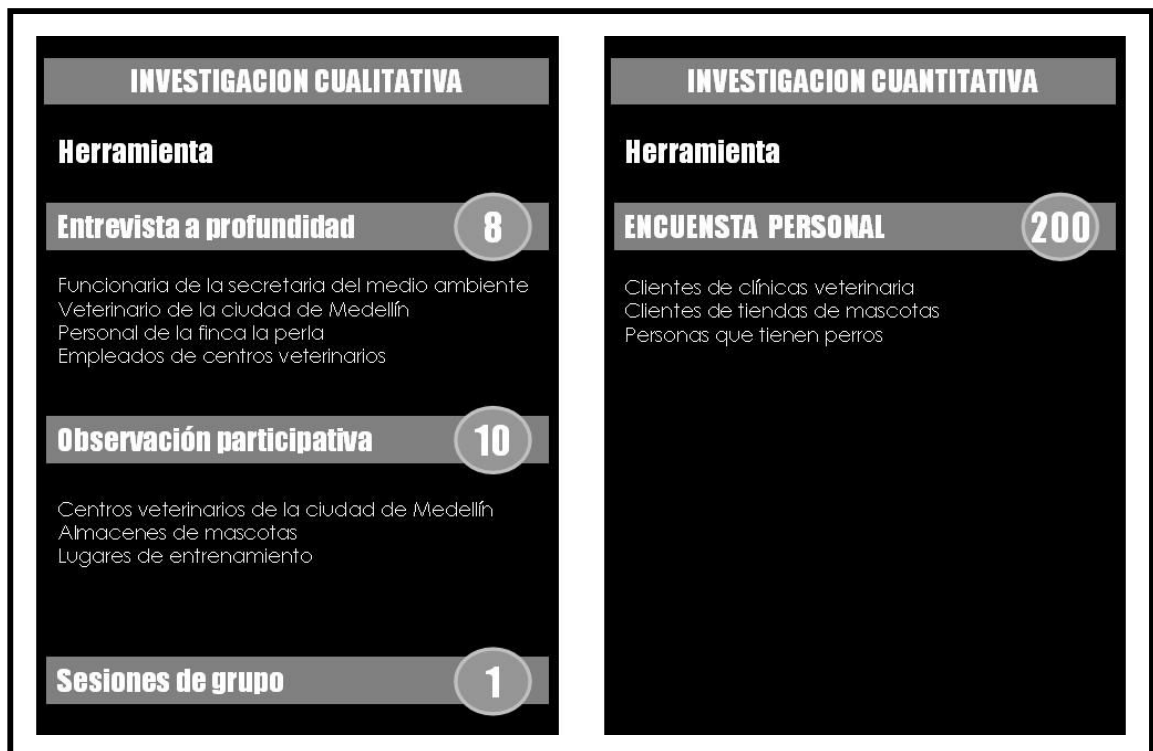 INVESTIGACION CUALITATIVA
Herramienta
Entrevista a profundidad 8
Funcionaria de la secretaria del medio ambiente
Veterinario de la ciudad de Medellín
Personal de la finca la perla
Empleados de centros veterinarios
Observación participativa 10
Centros veterinarios de la ciudad de Medellín
Almacenes de mascotas
Lugares de entrenamiento
Sesiones de grupo 1
INVESTIGACION CUANTITATIVA
Herramienta
ENCUENSTA PERSONAL 200
Clientes de clínicas veterinaria
Clientes de tiendas de mascotas
Personas que tienen perros